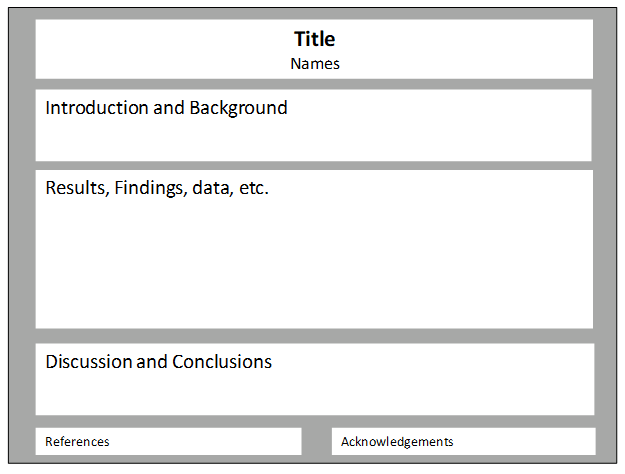 Title
Names
Introduction and Background
Results, Findings, data, etc.
Discussion and Conclusions
References
Acknowledgements